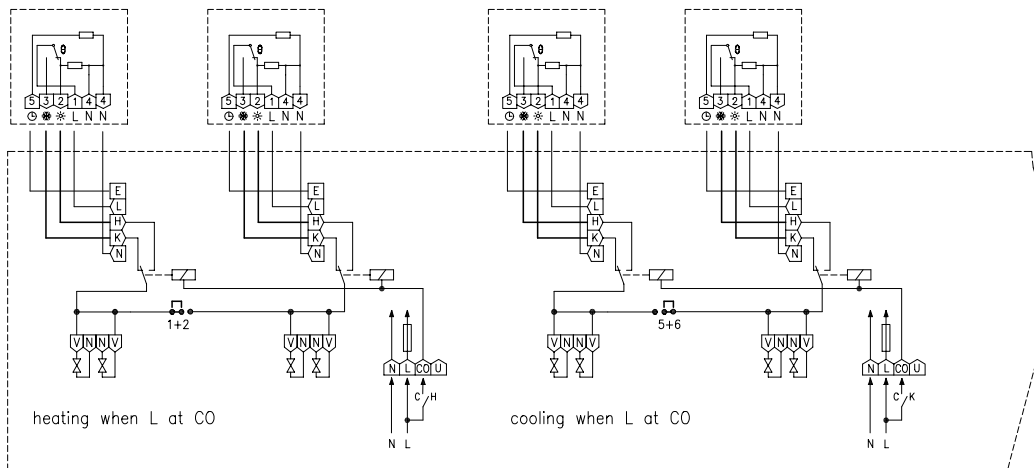 5 3 2 1 4 4 5 3 2 1 4 4 5 3 2 1 4 4 5 3 2 1 4 4
L N N L N N L N N L N N
E E E E
L L L L
H H H H
K K K K
N N N N
1+2 5+6
V N N V V N N V V N N V V N N V
N L CO U N L CO U
C H C K
heating when L at CO cooling when L at CO
N L N L